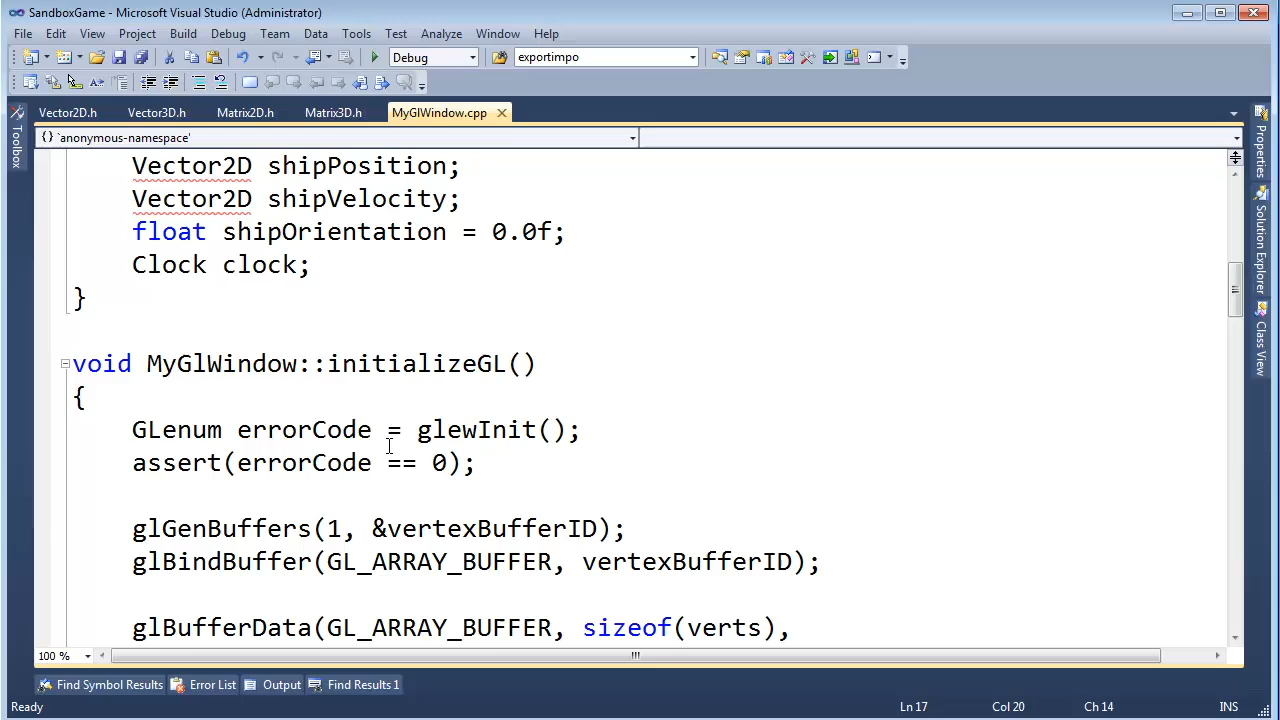 SandboxGame - Microsoft Visual Studio (Administrator)
File Edit View Project Build Debug Team Data Tools Test Analyze Window Help
Debug exportimpo
Vector2D.h Vector3D.h Matrix2D.h Matrix3D.h MyGlWindow.cpp
{} `anonymous-namespace'
Vector2D shipPosition;
Vector2D shipVelocity;
float shipOrientation = 0.0f;
Clock clock;
}
void MyGlWindow::initializeGL()
{
GLenum errorCode = glewInit();
assert(errorCode == 0);
glGenBuffers(1, &vertexBufferID);
glBindBuffer(GL_ARRAY_BUFFER, vertexBufferID);
glBufferData(GL_ARRAY_BUFFER, sizeof(verts),
100 %
Find Symbol Results Error List Output Find Results 1
Ready Ln 17 Col 20 Ch 14 INS
Toolbox
Properties
Solution Explorer
Class View